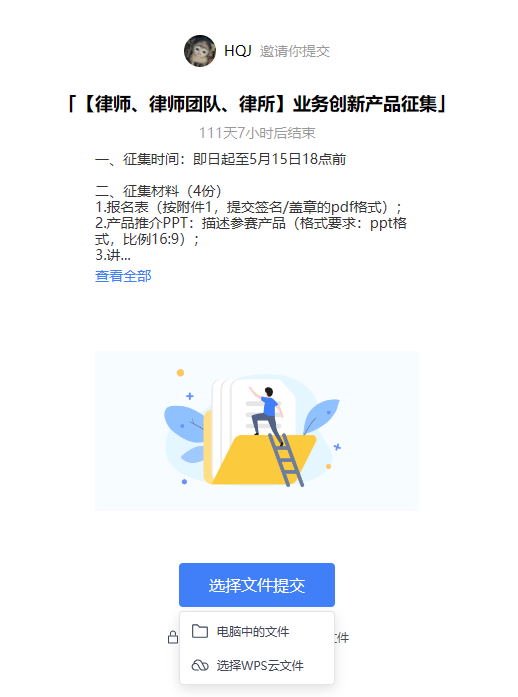 HQJ 邀请你提交
「【律师、律师团队、律所】业务创新产品征集」
111天7小时后结束
一、征集时间：即日起至5月15日18点前
二、征集材料（4份）
1.报名表（按附件1，提交签名/盖章的pdf格式）；
2.产品推介PPT：描述参赛产品（格式要求：ppt格
式，比例16:9）；
3.讲...
查看全部
选择文件提交
电脑中的文件
件
选择WPS云文件